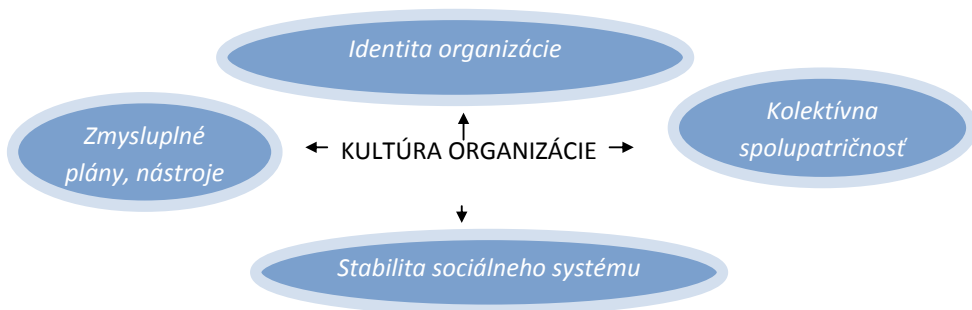 Identita organizácie
Zmysluplné
plány, nástroje
KULTÚRA ORGANIZÁCIE
Kolektívna
spolupatričnosť
Stabilita sociálneho systému